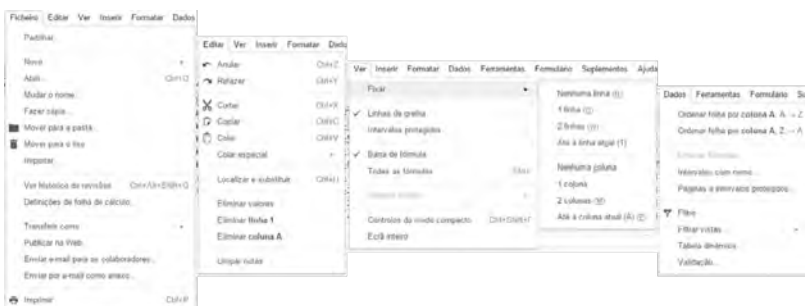 Ficheiro Editar Ver Inserir Formatar Dados
Partilhar...
Novo
Abrir... Ctrl+O
Mudar o nome...
Fazer cópia...
Mover para a pasta...
Mover para o lixo
Importar...
Ver histórico de revisões Ctrl+Alt+Shift+G
Definições da folha de cálculo...
Transferir como
Publicar na Web...
Enviar e-mail para os colaboradores...
Enviar por e-mail como anexo...
Imprimir Ctrl+P
Editar Ver Inserir Formatar Dado
Anular Ctrl+Z
Refazer Ctrl+Y
Cortar Ctrl+X
Copiar Ctrl+C
Colar Ctrl+V
Colar especial
Localizar e substituir... Ctrl+H
Eliminar valores
Eliminar linha 1
Eliminar coluna A
Limpar notas
Ver Inserir Formatar Dados Ferramentas Formulário Suplementos Ajuda
Fixar
Linhas de grelha
Intervalos protegidos
Barra de fórmula
Todas as fórmulas
Controlos do modo compacto Ctrl+Shift+F
Ecrã inteiro
Nenhuma linha (R)
1 linha
2 linhas
Até à linha atual (1)
Nenhuma coluna
1 coluna
2 colunas
Até à coluna atual (A)
Dados Ferramentas Formulário Su
Ordenar folha por coluna A, A → Z
Ordenar folha por coluna A, Z → A
Intervalos com nome...
Páginas e intervalos protegidos...
Filtro
Filtrar vistas...
Tabela dinâmica...
Validação...